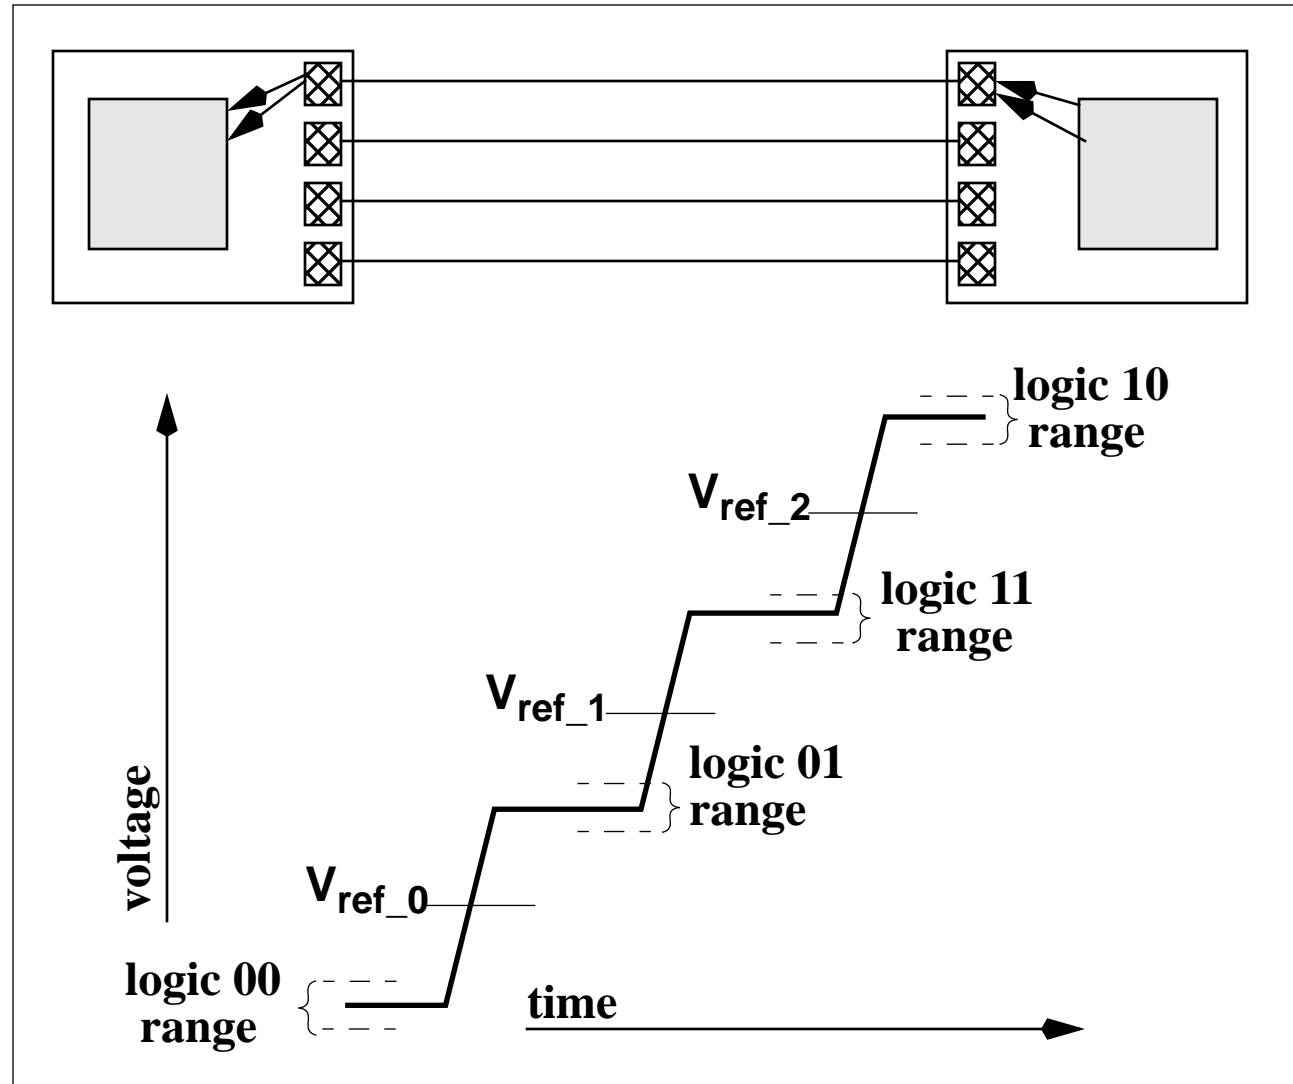 logic 10
range
V_ref_2
logic 11
range
V_ref_1
logic 01
range
voltage
V_ref_0
logic 00
range
time